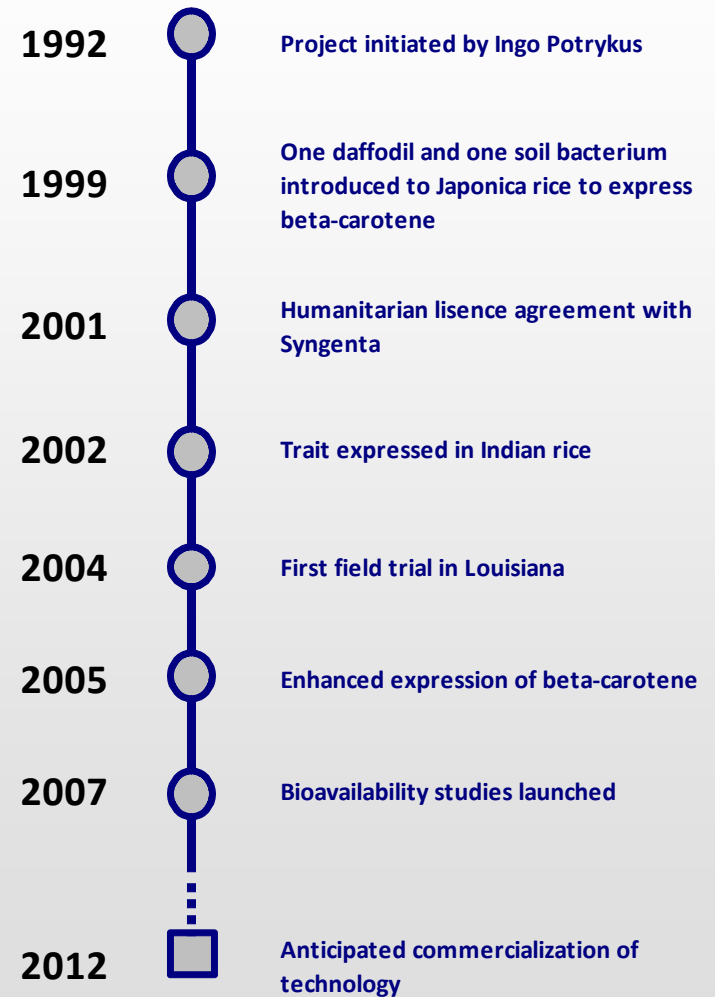 1992
Project initiated by Ingo Potrykus
1999
One daffodil and one soil bacterium
introduced to Japonica rice to express
beta-carotene
2001
Humanitarian lisence agreement with
Syngenta
2002
Trait expressed in Indian rice
2004
First field trial in Louisiana
2005
Enhanced expression of beta-carotene
2007
Bioavailability studies launched
2012
Anticipated commercialization of
technology